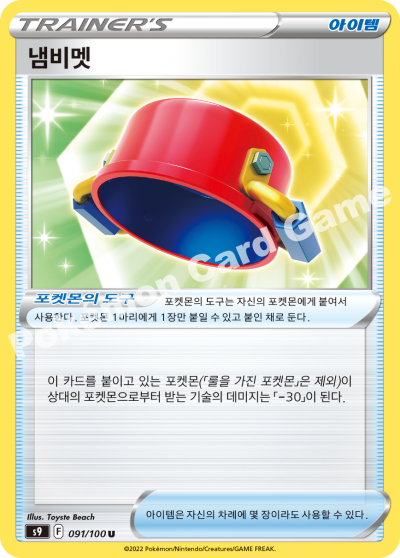 TRAINER'S 아이템
냄비멧
Pokémon Card Game
포켓몬의 도구 포켓몬의 도구는 자신의 포켓몬에게 붙여서
사용한다. 포켓몬 1마리에게 1장만 붙일 수 있고 붙인 채로 둔다.
이 카드를 붙이고 있는 포켓몬(「룰을 가진 포켓몬」은 제외)이
상대의 포켓몬으로부터 받는 기술의 데미지는 「-30」이 된다.
Illus. Toyste Beach
s9 F 091/100 U
아이템은 자신의 차례에 몇 장이라도 사용할 수 있다.
©2022 Pokémon/Nintendo/Creatures/GAME FREAK.